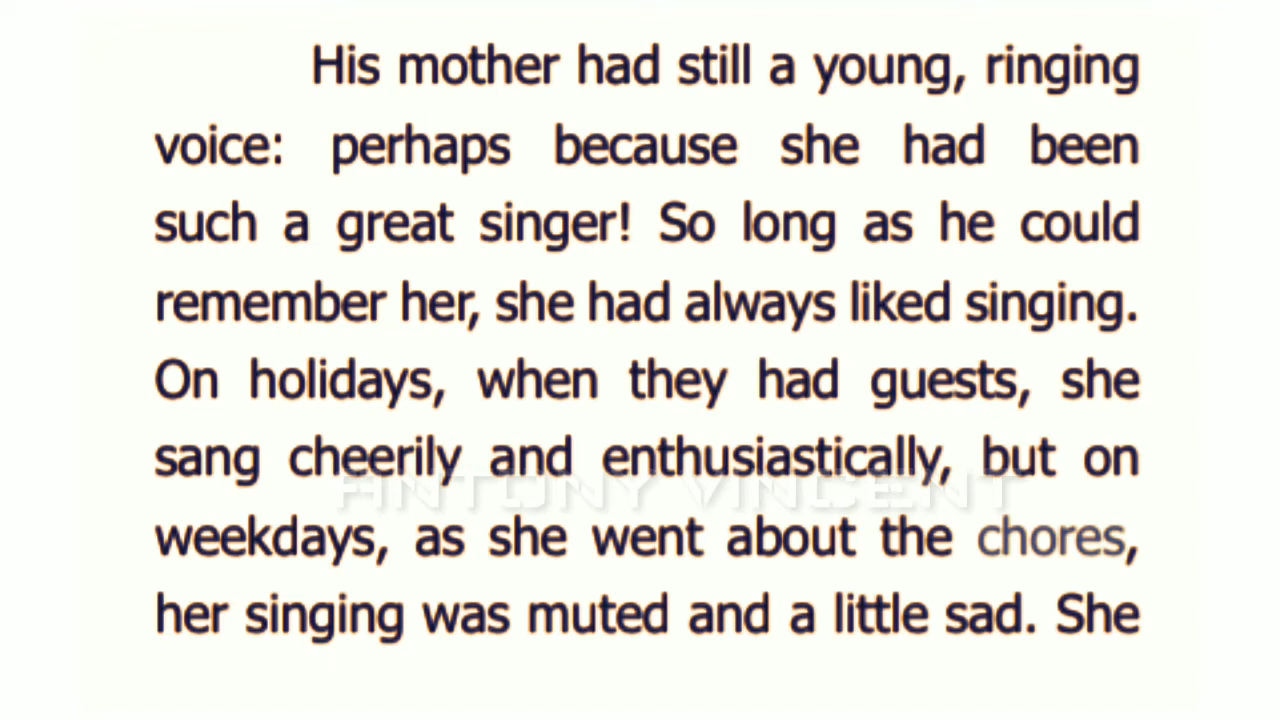 His mother had still a young, ringing
voice: perhaps because she had been
such a great singer! So long as he could
remember her, she had always liked singing.
On holidays, when they had guests, she
sang cheerily and enthusiastically, but on
ANTONY VINCENT
weekdays, as she went about the chores,
her singing was muted and a little sad. She